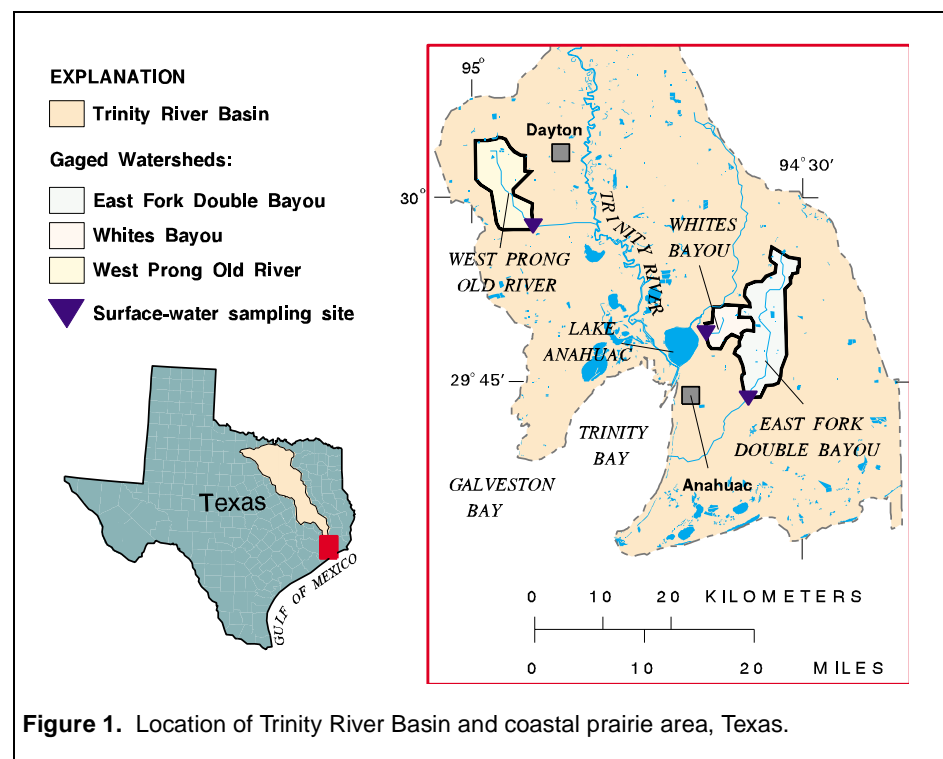 EXPLANATION
Trinity River Basin
Gaged Watersheds:
East Fork Double Bayou
Whites Bayou
West Prong Old River
Surface-water sampling site
Texas
GULF OF MEXICO
95°
Dayton
94°30′
30°
TRINITY RIVER
WHITES
BAYOU
WEST PRONG
OLD RIVER
LAKE
ANAHUAC
29°45′
TRINITY
BAY
EAST FORK
DOUBLE BAYOU
GALVESTON
BAY
Anahuac
0 10 20 KILOMETERS
0 10 20 MILES
Figure 1. Location of Trinity River Basin and coastal prairie area, Texas.